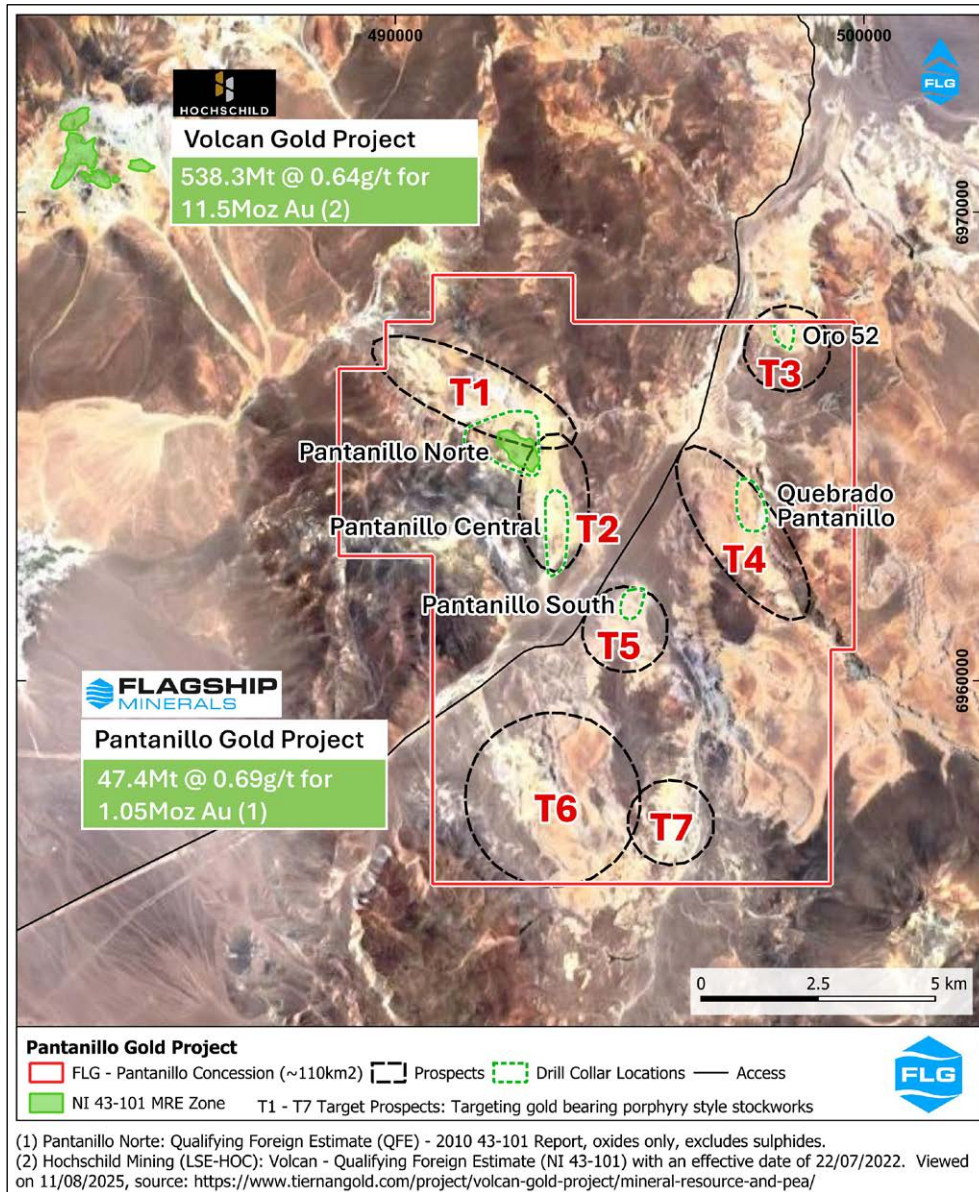 490000
500000
FLG
HOCHSCHILD
Volcan Gold Project
538.3Mt @ 0.64g/t for
11.5Moz Au (2)
6970000
Oro 52
T3
T1
Pantanillo Norte
Quebrado
Pantanillo
Pantanillo Central
T2
T4
Pantanillo South
T5
6960000
FLAGSHIP
MINERALS
Pantanillo Gold Project
47.4Mt @ 0.69g/t for
1.05Moz Au (1)
T6
T7
0 2.5 5 km
Pantanillo Gold Project
FLG - Pantanillo Concession (~110km2) Prospects Drill Collar Locations Access
NI 43-101 MRE Zone T1 - T7 Target Prospects: Targeting gold bearing porphyry style stockworks
FLG
(1) Pantanillo Norte: Qualifying Foreign Estimate (QFE) - 2010 43-101 Report, oxides only, excludes sulphides.
(2) Hochschild Mining (LSE-HOC): Volcan - Qualifying Foreign Estimate (NI 43-101) with an effective date of 22/07/2022. Viewed
on 11/08/2025, source: https://www.tiernangold.com/project/volcan-gold-project/mineral-resource-and-pea/